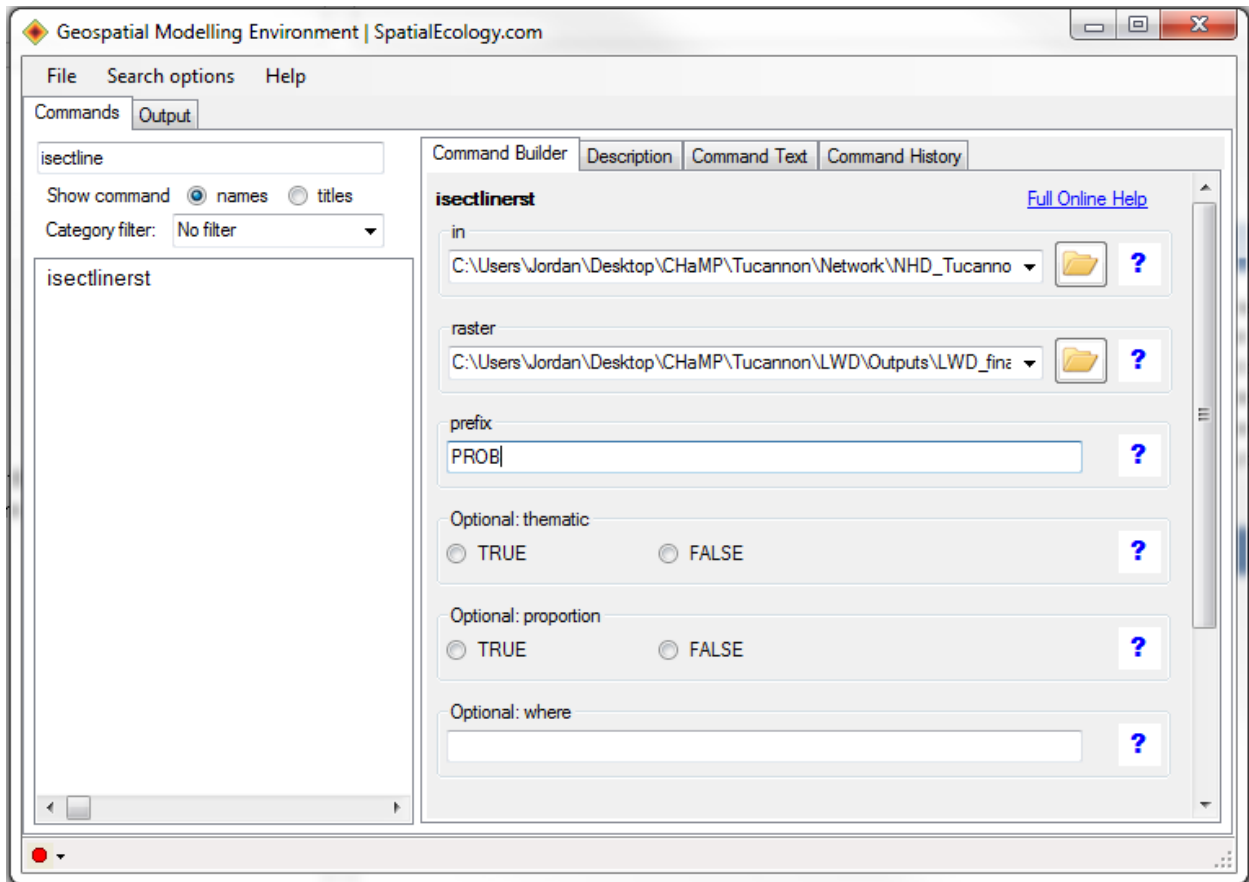 Geospatial Modelling Environment | SpatialEcology.com
File Search options Help
Commands Output
isectline
Show command names titles
Category filter: No filter
isectlinerst
Command Builder Description Command Text Command History
isectlinerst Full Online Help
in
C:\Users\Jordan\Desktop\CHaMP\Tucannon\Network\NHD_Tucanno ?
raster
C:\Users\Jordan\Desktop\CHaMP\Tucannon\LWD\Outputs\LWD_fina ?
prefix
PROB ?
Optional: thematic
TRUE FALSE ?
Optional: proportion
TRUE FALSE ?
Optional: where
?